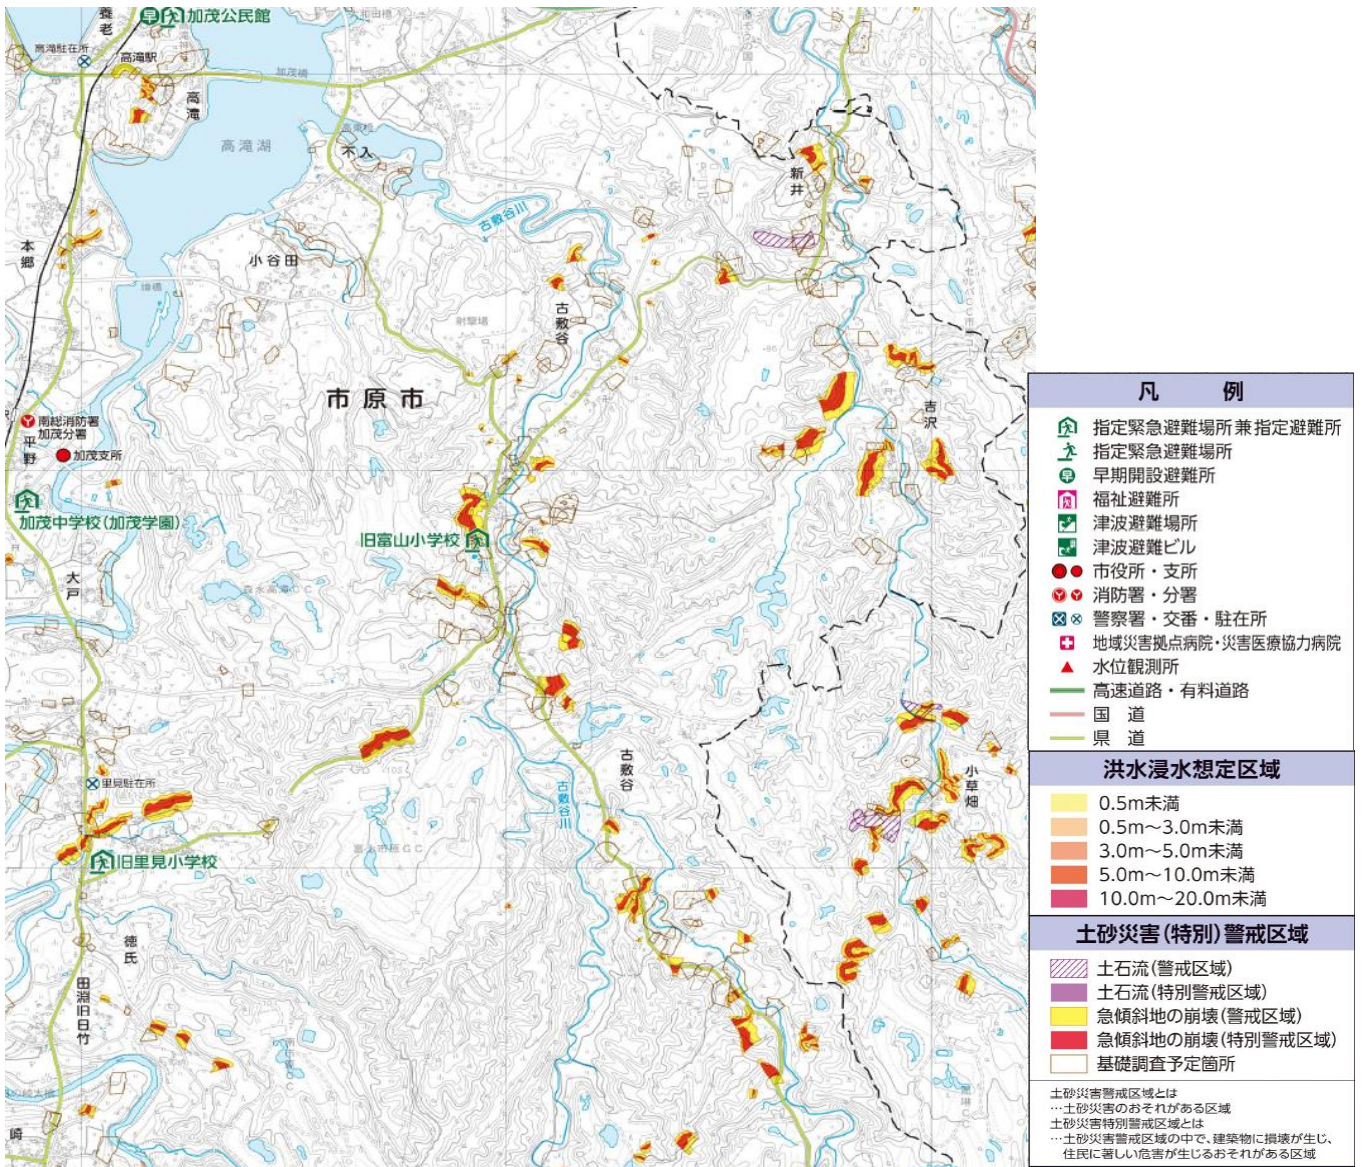 加茂公民館
養老
高滝駐在所
高滝駅
加茂橋
高滝
高滝湖
不入
新井
古敷谷川
本郷
小谷田
境橋
射撃場
古敷谷
市原市
吉沢
南総消防署
加茂分署
平野
加茂支所
加茂中学校(加茂学園)
旧富山小学校
大戸
森永高滝CC
里見駐在所
古敷谷
古敷谷川
小草畑
富士市原GC
旧里見小学校
徳氏
田淵旧日竹
崎
凡例
指定緊急避難場所兼指定避難所
指定緊急避難場所
早期開設避難所
福祉避難所
津波避難場所
津波避難ビル
市役所・支所
消防署・分署
警察署・交番・駐在所
地域災害拠点病院・災害医療協力病院
水位観測所
高速道路・有料道路
国道
県道
洪水浸水想定区域
0.5m未満
0.5m～3.0m未満
3.0m～5.0m未満
5.0m～10.0m未満
10.0m～20.0m未満
土砂災害(特別)警戒区域
土石流(警戒区域)
土石流(特別警戒区域)
急傾斜地の崩壊(警戒区域)
急傾斜地の崩壊(特別警戒区域)
基礎調査予定箇所
土砂災害警戒区域とは
…土砂災害のおそれがある区域
土砂災害特別警戒区域とは
…土砂災害警戒区域の中で、建築物に損壊が生じ、
住民に著しい危害が生じるおそれがある区域